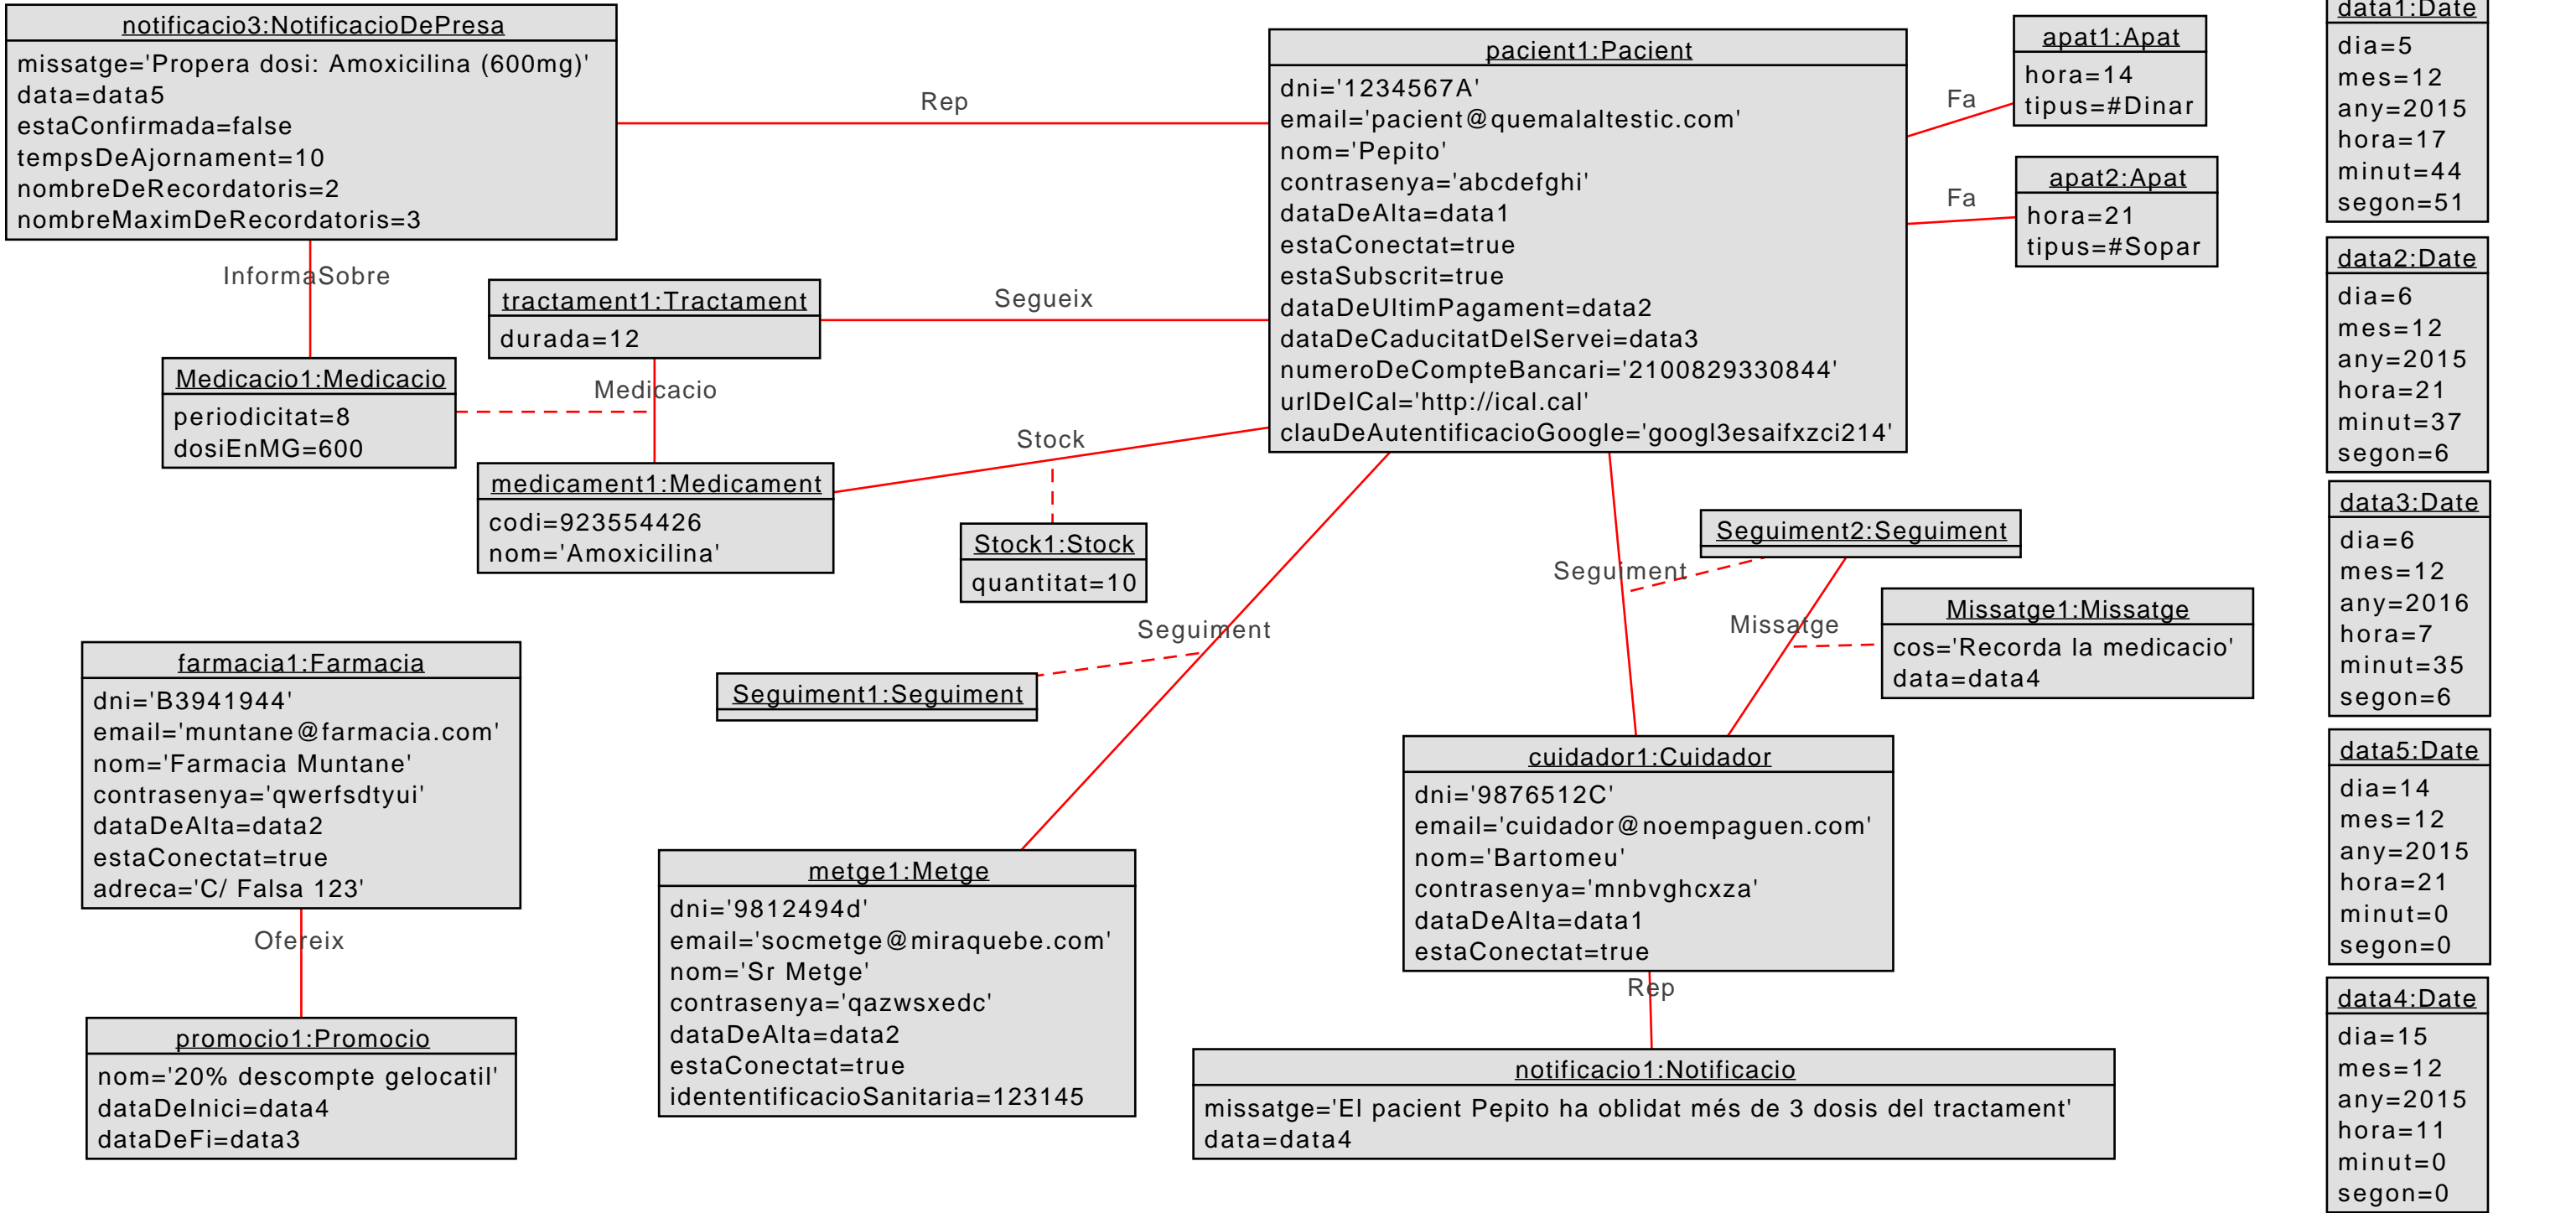 notificacio3:NotificacioDePresa
missatge='Propera dosi: Amoxicilina (600mg)'
data=data5
estaConfirmada=false
tempsDeAjornament=10
nombreDeRecordatoris=2
nombreMaximDeRecordatoris=3
Rep
pacient1:Pacient
dni='1234567A'
email='pacient@quemalaltestic.com'
nom='Pepito'
contrasenya='abcdefghi'
dataDeAlta=data1
estaConectat=true
estaSubscrit=true
dataDeUltimPagament=data2
dataDeCaducitatDelServei=data3
numeroDeCompteBancari='2100829330844'
urlDeICal='http://ical.cal'
clauDeAutentificacioGoogle='googl3esaifxzci214'
Fa
apat1:Apat
hora=14
tipus=#Dinar
Fa
apat2:Apat
hora=21
tipus=#Sopar
data1:Date
dia=5
mes=12
any=2015
hora=17
minut=44
segon=51
data2:Date
dia=6
mes=12
any=2015
hora=21
minut=37
segon=6
InformaSobre
tractament1:Tractament
durada=12
Segueix
Medicacio1:Medicacio
periodicitat=8
dosiEnMG=600
Medicacio
medicament1:Medicament
codi=923554426
nom='Amoxicilina'
Stock
Stock1:Stock
quantitat=10
Seguiment2:Seguiment
Seguiment
Missatge
Missatge1:Missatge
cos='Recorda la medicacio'
data=data4
data3:Date
dia=6
mes=12
any=2016
hora=7
minut=35
segon=6
Seguiment
Seguiment1:Seguiment
farmacia1:Farmacia
dni='B3941944'
email='muntane@farmacia.com'
nom='Farmacia Muntane'
contrasenya='qwerfsdtyui'
dataDeAlta=data2
estaConectat=true
adreca='C/ Falsa 123'
Ofereix
promocio1:Promocio
nom='20% descompte gelocatil'
dataDeInici=data4
dataDeFi=data3
metge1:Metge
dni='9812494d'
email='socmetge@miraquebe.com'
nom='Sr Metge'
contrasenya='qazwsxedc'
dataDeAlta=data2
estaConectat=true
idententificacioSanitaria=123145
cuidador1:Cuidador
dni='9876512C'
email='cuidador@noempaguen.com'
nom='Bartomeu'
contrasenya='mnbvghcxza'
dataDeAlta=data1
estaConectat=true
Rep
notificacio1:Notificacio
missatge='El pacient Pepito ha oblidat més de 3 dosis del tractament'
data=data4
data5:Date
dia=14
mes=12
any=2015
hora=21
minut=0
segon=0
data4:Date
dia=15
mes=12
any=2015
hora=11
minut=0
segon=0